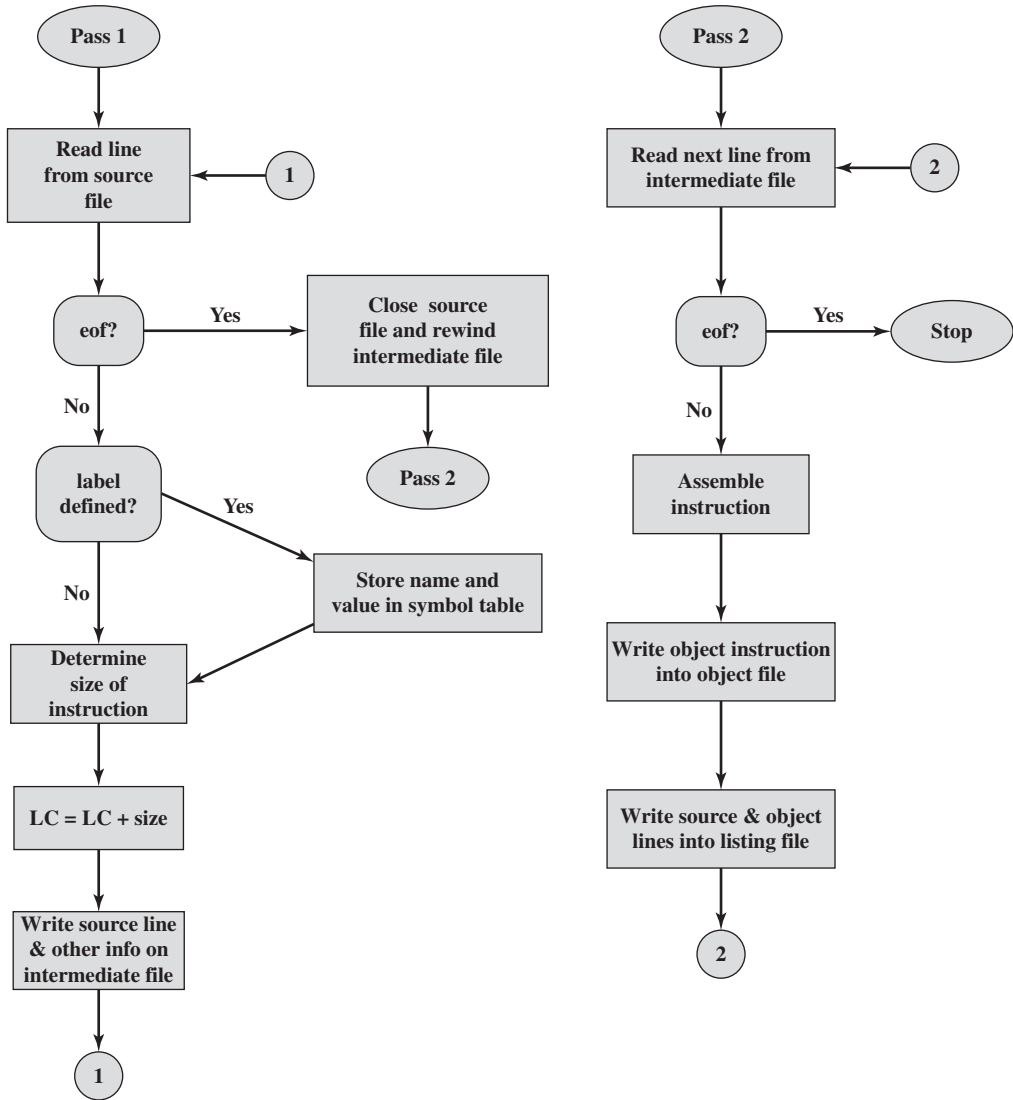 Pass 1
Read line
from source
file
1
eof?
Yes
Close source
file and rewind
intermediate file
No
Pass 2
label
defined?
Yes
Store name and
value in symbol table
No
Determine
size of
instruction
LC = LC + size
Write source line
& other info on
intermediate file
1
Pass 2
Read next line from
intermediate file
2
eof?
Yes
Stop
No
Assemble
instruction
Write object instruction
into object file
Write source & object
lines into listing file
2